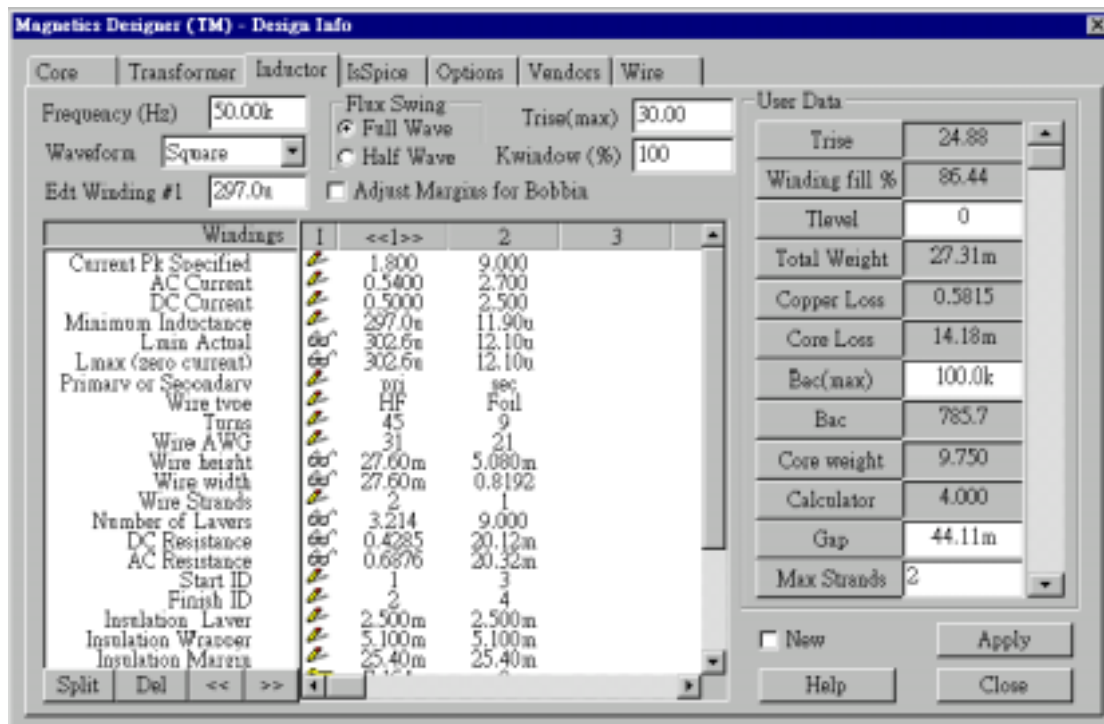 Magnetics Designer (TM) - Design Info
Core Transformer Inductor IsSpice Options Vendors Wire
Frequency (Hz) 50.00k
Waveform Square
Edt Winding #1 297.0u
Flux Swing
Full Wave
Half Wave
Trise(max) 30.00
Kwindow (%) 100
Adjust Margins for Bobbin
Windings I <<1>> 2 3
Current Pk Specified 1.800 9.000
AC Current 0.5400 2.700
DC Current 0.5000 2.500
Minimum Inductance 297.0u 11.90u
Lmin Actual 302.6u 12.10u
Lmax (zero current) 302.6u 12.10u
Primary or Secondary pri sec
Wire type HF Foil
Turns 45 9
Wire AWG 31 21
Wire height 27.60m 5.080m
Wire width 27.60m 0.8192
Wire Strands 2 1
Number of Layers 3.214 9.000
DC Resistance 0.4285 20.12m
AC Resistance 0.6876 20.32m
Start ID 1 3
Finish ID 2 4
Insulation Layer 2.500m 2.500m
Insulation Wrapper 5.100m 5.100m
Insulation Margin 25.40m 25.40m
Split Del << >>
User Data
Trise 24.88
Winding fill % 86.44
Tlevel 0
Total Weight 27.31m
Copper Loss 0.5815
Core Loss 14.18m
Bac(max) 100.0k
Bac 785.7
Core weight 9.750
Calculator 4.000
Gap 44.11m
Max Strands 2
New Apply
Help Close